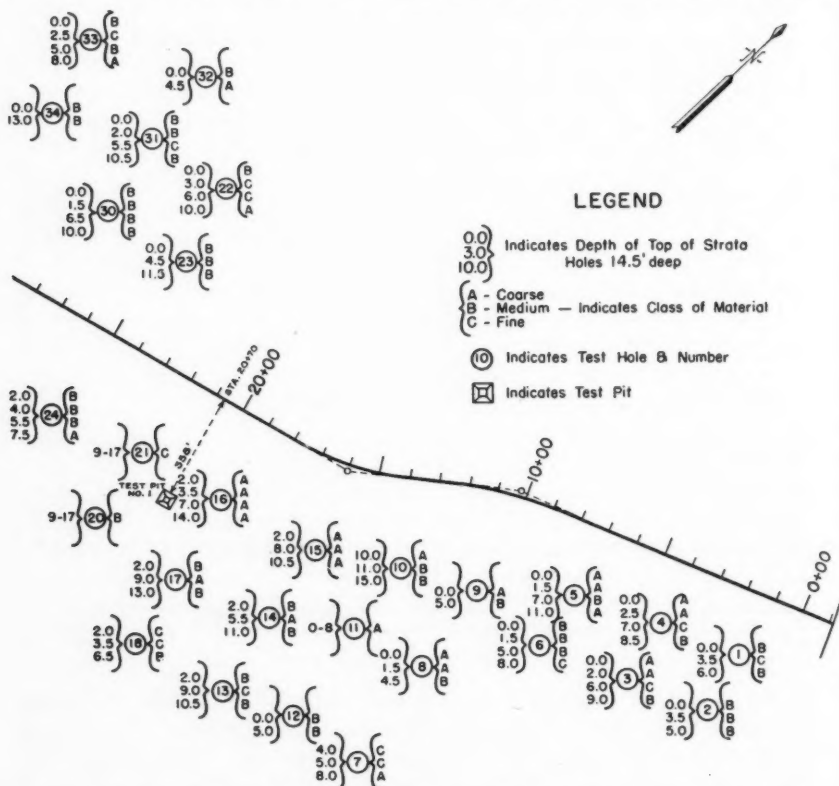 0.0 B
2.5 C
5.0 33 B
8.0 A
0.0 B
4.5 32 A
0.0 B
13.0 34 B
0.0 B
2.0 B
5.5 31 C
10.5 B
0.0 B
3.0 C
6.0 22 C
10.0 A
0.0 B
1.5 B
6.5 30 B
10.0 B
0.0 B
4.5 23 B
11.5 B
N
LEGEND
0.0
3.0
10.0
Indicates Depth of Top of Strata
Holes 14.5' deep
A - Coarse
B - Medium — Indicates Class of Material
C - Fine
10 Indicates Test Hole & Number
Indicates Test Pit
STA. 20+70
20+00
10+00
0+00
358'
2.0 B
4.0 B
5.5 24 B
7.5 A
9-17 21 C
TEST PIT
NO. 1
9-17 20 B
2.0 A
3.5 A
7.0 16 A
14.0 A
2.0 A
8.0 15 A
10.5 A
10.0 A
11.0 10 B
15.0 B
0.0 A
5.0 9 B
0.0 A
1.5 A
7.0 5 B
11.0 A
0.0 A
2.5 A
7.0 4 C
8.5 B
0.0 B
3.5 1 C
6.0 B
2.0 B
9.0 17 A
13.0 B
2.0 B
5.5 14 A
11.0 B
0-8 11 A
0.0 B
1.5 B
5.0 6 B
8.0 C
2.0 C
3.5 18 C
6.5
0.0 A
1.5 8 A
4.5 B
0.0 A
2.0 A
6.0 3 C
9.0 B
0.0 B
3.5 2 B
5.0 B
2.0 B
9.0 13 C
10.5 B
0.0 B
5.0 12 B
4.0 C
5.0 7 C
8.0 A